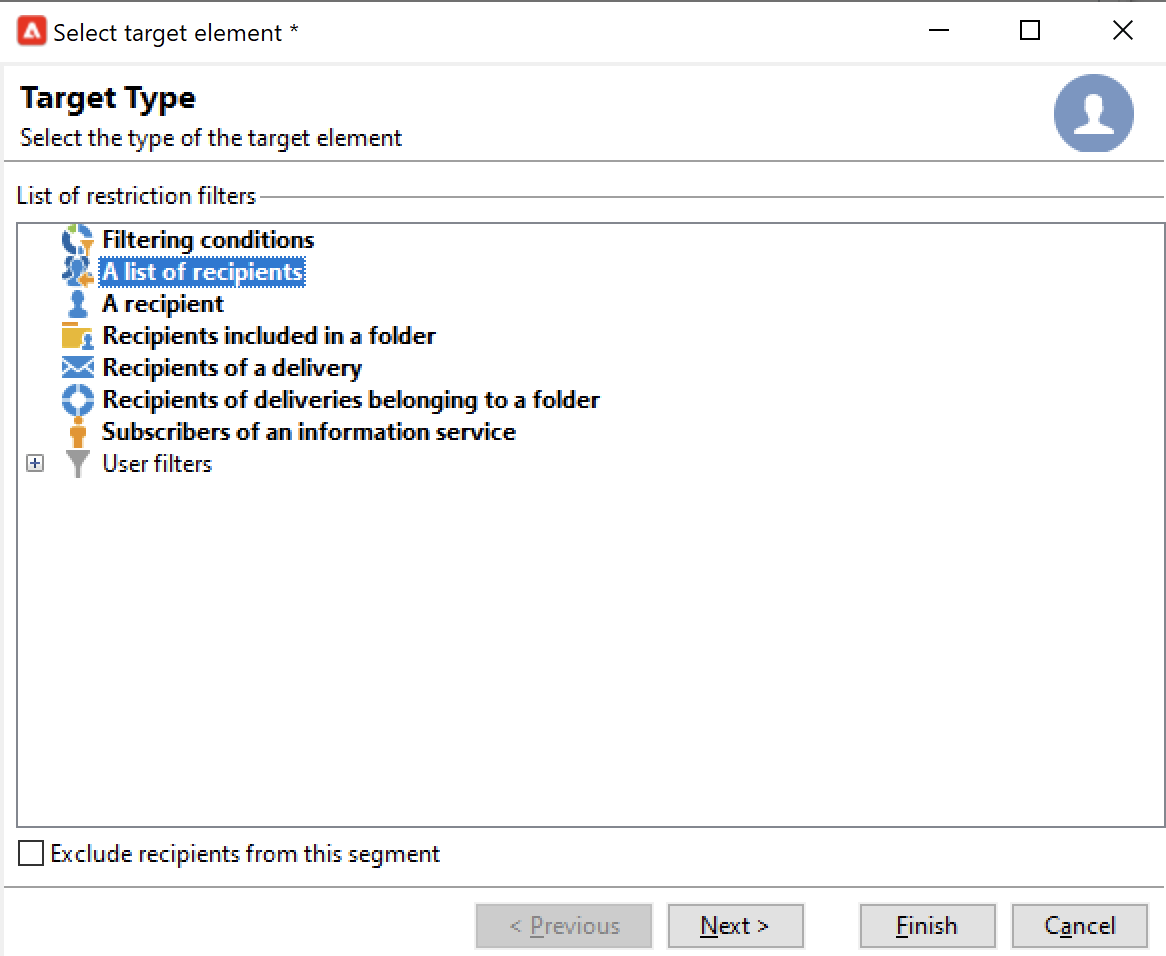 Select target element *
Target Type
Select the type of the target element
List of restriction filters
Filtering conditions
A list of recipients
A recipient
Recipients included in a folder
Recipients of a delivery
Recipients of deliveries belonging to a folder
Subscribers of an information service
User filters
Exclude recipients from this segment
< Previous Next > Finish Cancel